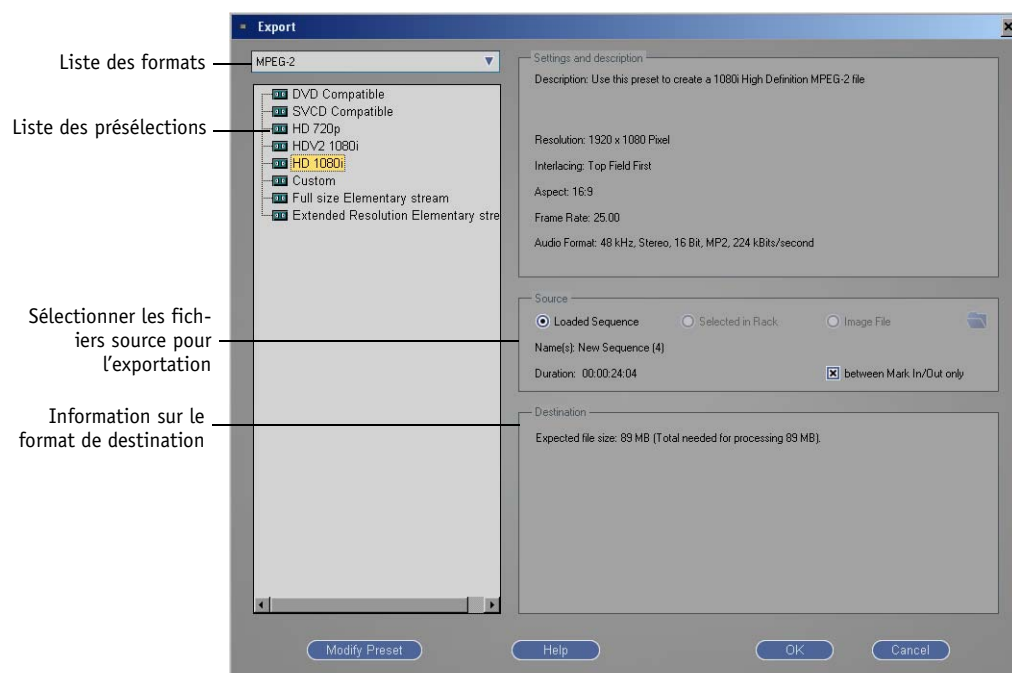 Export
Liste des formats
MPEG-2
Liste des présélections
DVD Compatible
SVCD Compatible
HD 720p
HDV2 1080i
HD 1080i
Custom
Full size Elementary stream
Extended Resolution Elementary stre
Settings and description
Description: Use this preset to create a 1080i High Definition MPEG-2 file
Resolution: 1920 x 1080 Pixel
Interlacing: Top Field First
Aspect: 16:9
Frame Rate: 25.00
Audio Format: 48 kHz, Stereo, 16 Bit, MP2, 224 kBits/second
Sélectionner les fich-
iers source pour
l'exportation
Source
Loaded Sequence Selected in Rack Image File
Name(s): New Sequence (4)
Duration: 00:00:24:04 between Mark In/Out only
Information sur le
format de destination
Destination
Expected file size: 89 MB (Total needed for processing 89 MB).
Modify Preset Help OK Cancel